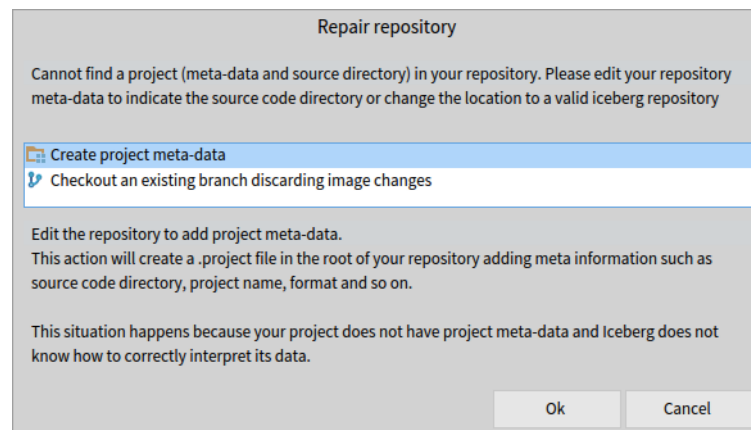 Repair repository
Cannot find a project (meta-data and source directory) in your repository. Please edit your repository
meta-data to indicate the source code directory or change the location to a valid iceberg repository
Create project meta-data
Checkout an existing branch discarding image changes
Edit the repository to add project meta-data.
This action will create a .project file in the root of your repository adding meta information such as
source code directory, project name, format and so on.
This situation happens because your project does not have project meta-data and Iceberg does not
know how to correctly interpret its data.
Ok
Cancel